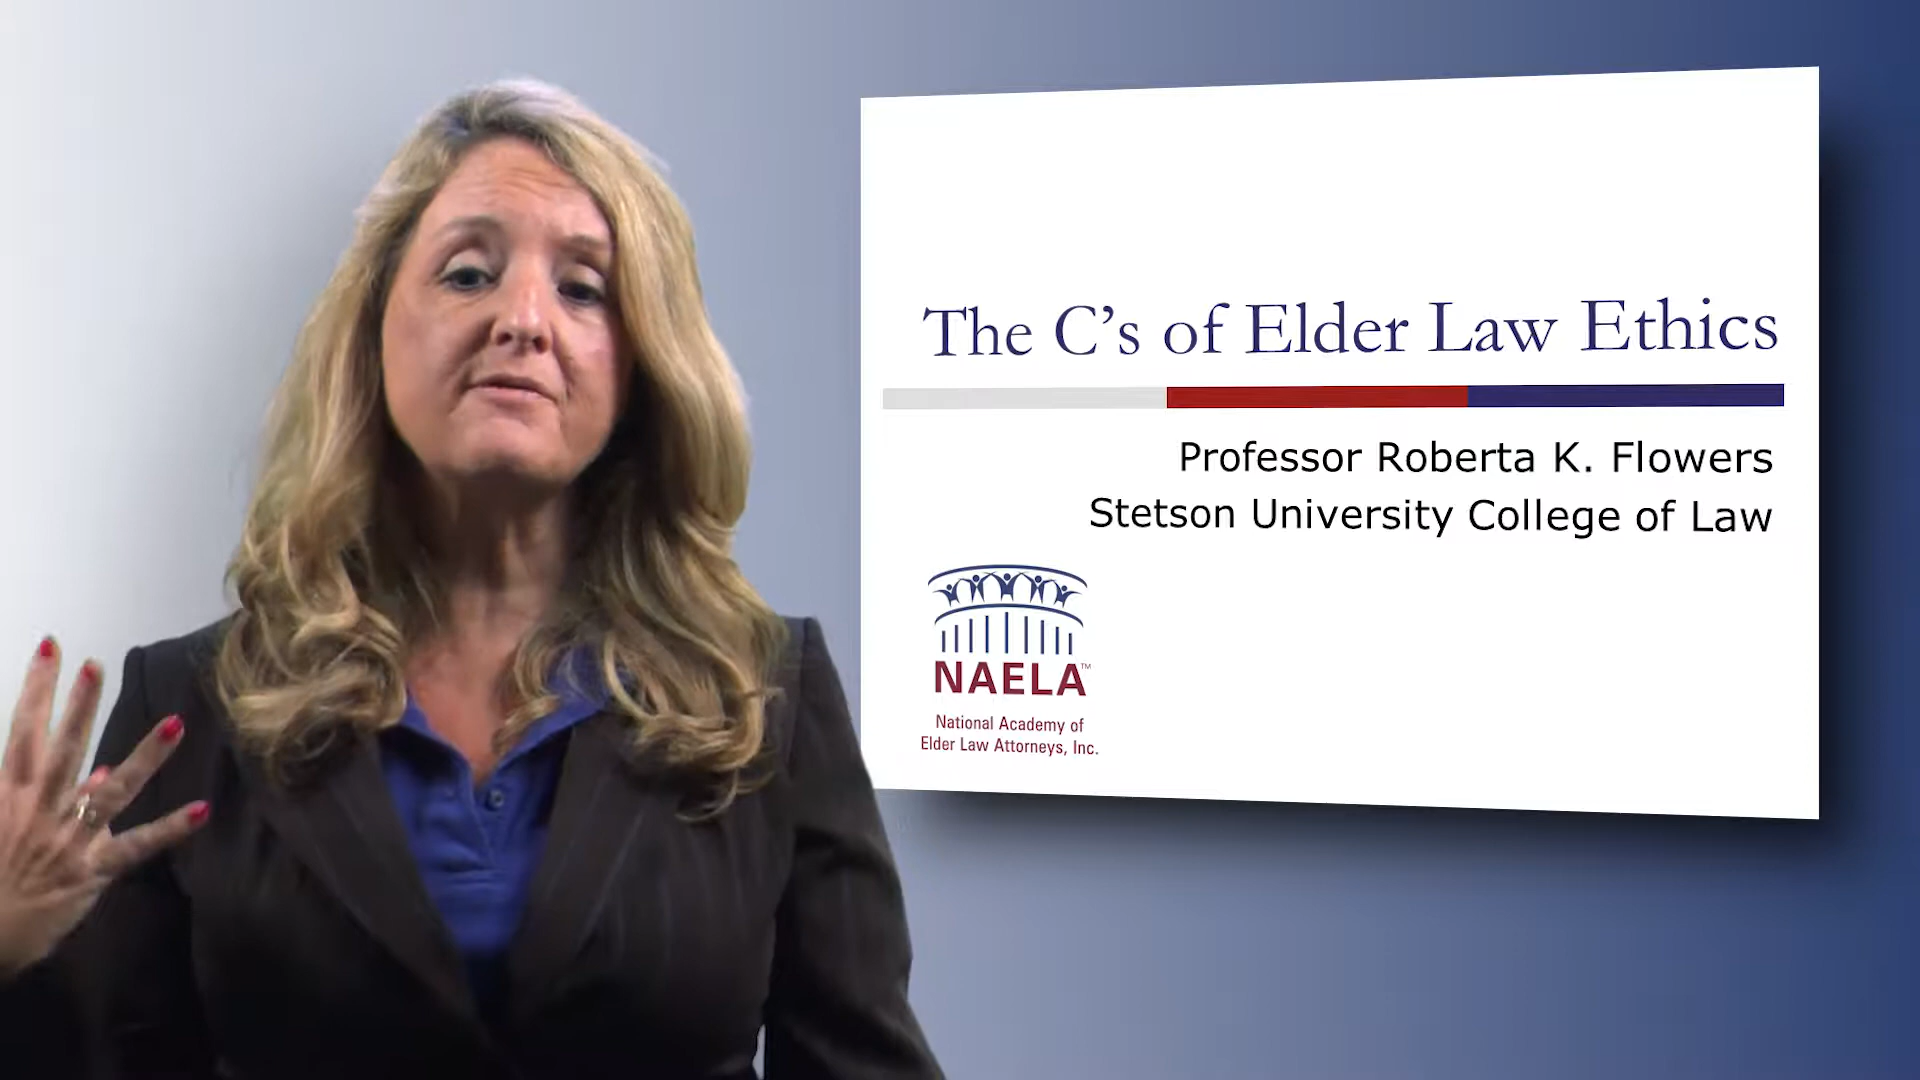 The C's of Elder Law Ethics
Professor Roberta K. Flowers
Stetson University College of Law
NAELA™
National Academy of
Elder Law Attorneys, Inc.